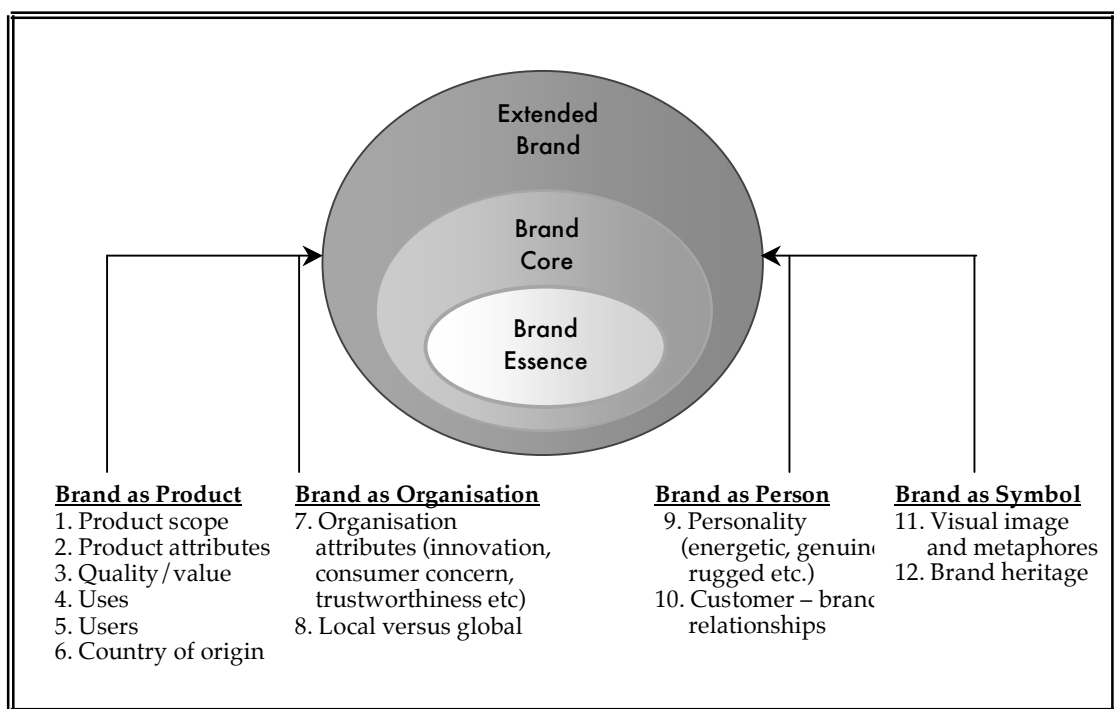 Extended
Brand
Brand
Core
Brand
Essence
Brand as Product
1. Product scope
2. Product attributes
3. Quality/value
4. Uses
5. Users
6. Country of origin
Brand as Organisation
7. Organisation
attributes (innovation,
consumer concern,
trustworthiness etc)
8. Local versus global
Brand as Person
9. Personality
(energetic, genuin
rugged etc.)
10. Customer – bran
relationships
Brand as Symbol
11. Visual image
and metaphores
12. Brand heritage